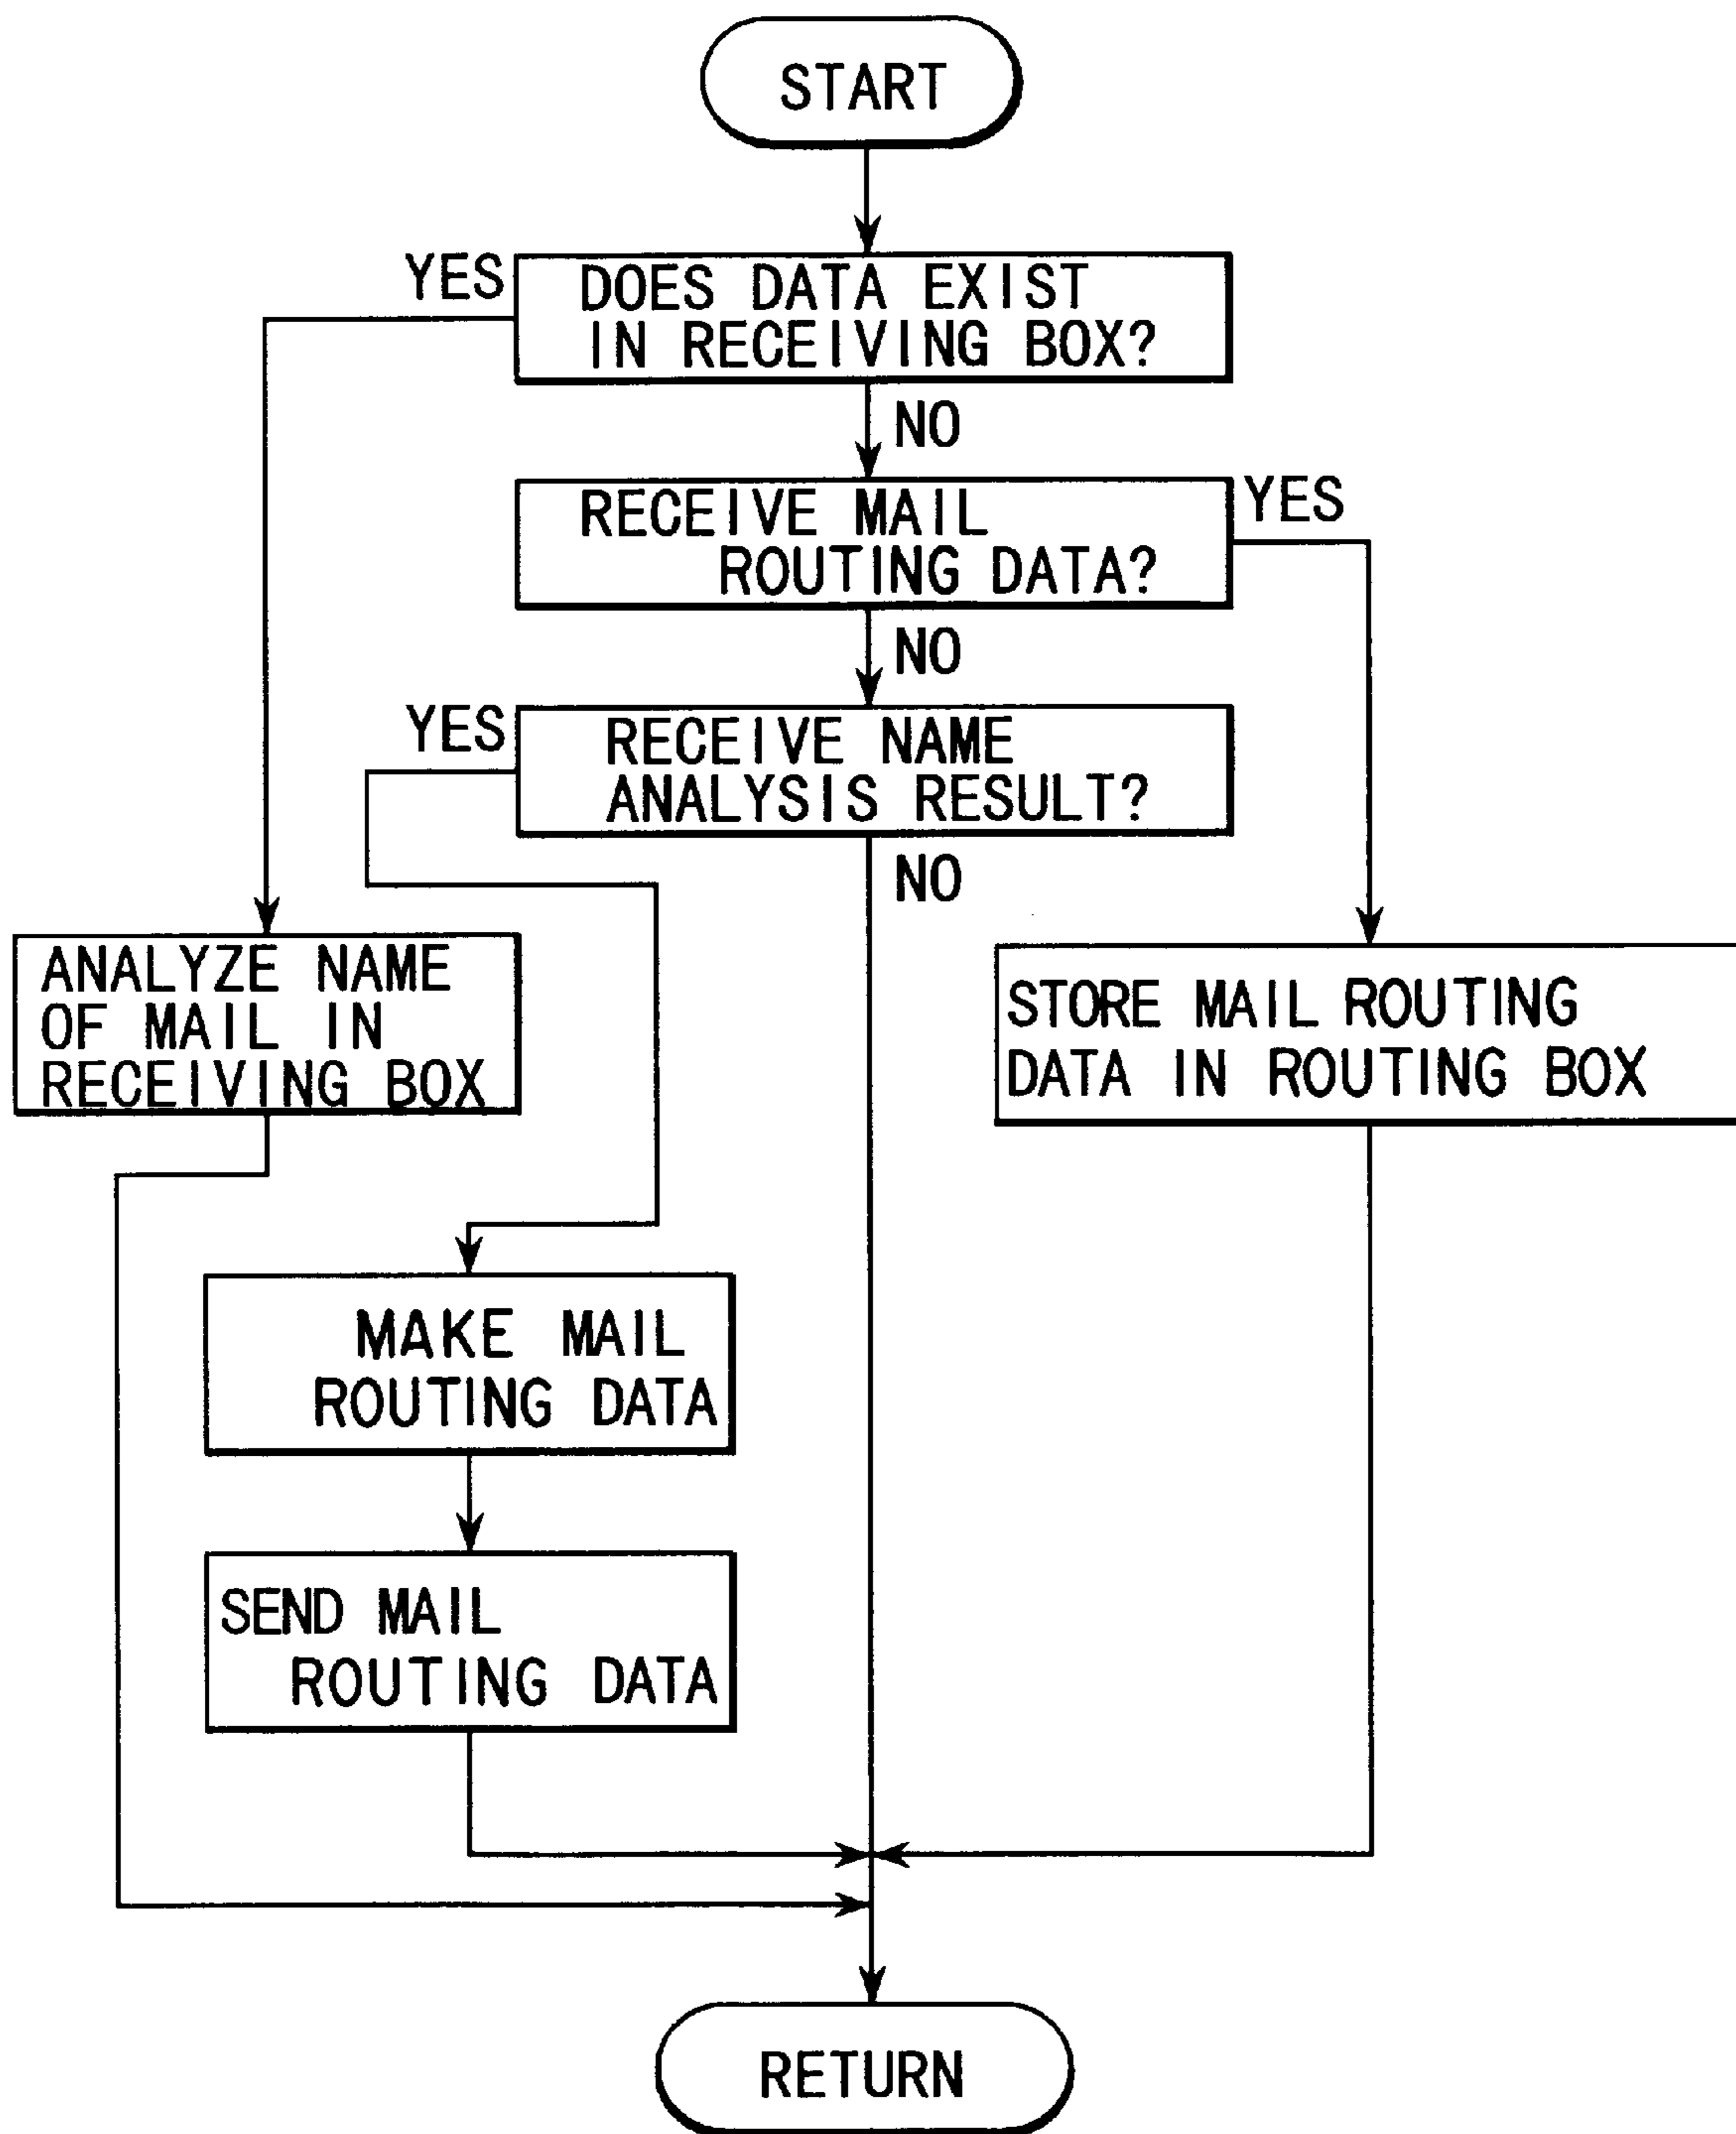 START
YES
DOES DATA EXIST
IN RECEIVING BOX?
NO
RECEIVE MAIL
ROUTING DATA?
YES
NO
YES
RECEIVE NAME
ANALYSIS RESULT?
NO
ANALYZE NAME
OF MAIL IN
RECEIVING BOX
STORE MAIL ROUTING
DATA IN ROUTING BOX
MAKE MAIL
ROUTING DATA
SEND MAIL
ROUTING DATA
RETURN